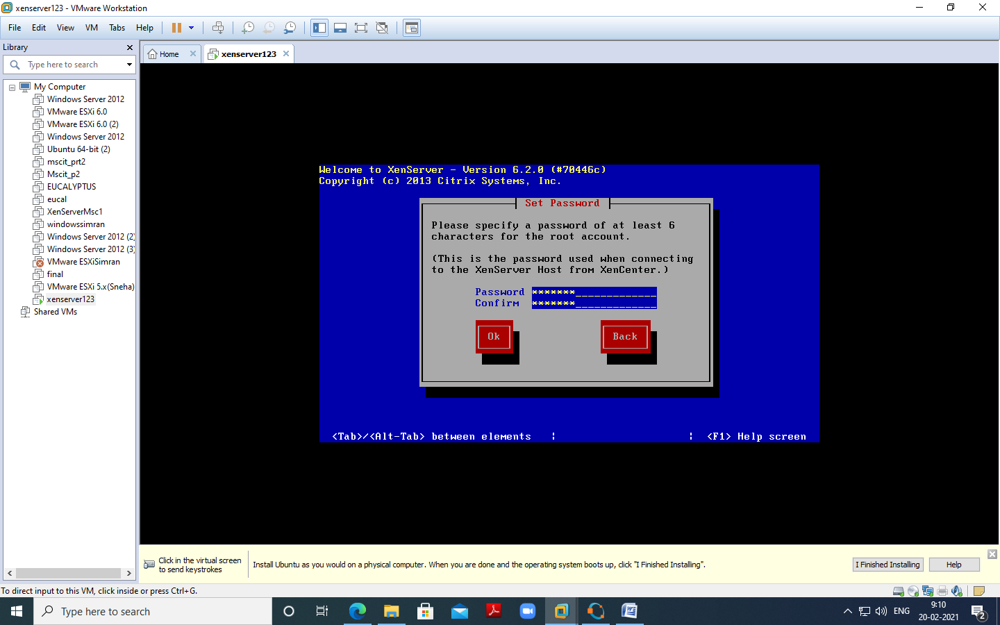 xenserver123 - VMware Workstation
File Edit View VM Tabs Help
Library
Type here to search
My Computer
Windows Server 2012
VMware ESXi 6.0
VMware ESXi 6.0 (2)
Windows Server 2012
Ubuntu 64-bit (2)
mscit_prt2
Mscit_p2
EUCALYPTUS
eucal
XenServerMsc1
windowssimran
Windows Server 2012 (2)
Windows Server 2012 (3)
VMware ESXiSimran
final
VMware ESXi 5.x(Sneha)
xenserver123
Shared VMs
Home xenserver123
Welcome to XenServer - Version 6.2.0 (#70446c)
Copyright (c) 2013 Citrix Systems, Inc.
Set Password
Please specify a password of at least 6
characters for the root account.
(This is the password used when connecting
to the XenServer Host from XenCenter.)
Password *******_____________
Confirm *******_____________
Ok Back
<Tab>/<Alt-Tab> between elements ¦ ¦ <F1> Help screen
Click in the virtual screen
to send keystrokes
Install Ubuntu as you would on a physical computer. When you are done and the operating system boots up, click "I Finished Installing".
I Finished Installing Help
To direct input to this VM, click inside or press Ctrl+G.
Type here to search
ENG
9:10
20-02-2021
2